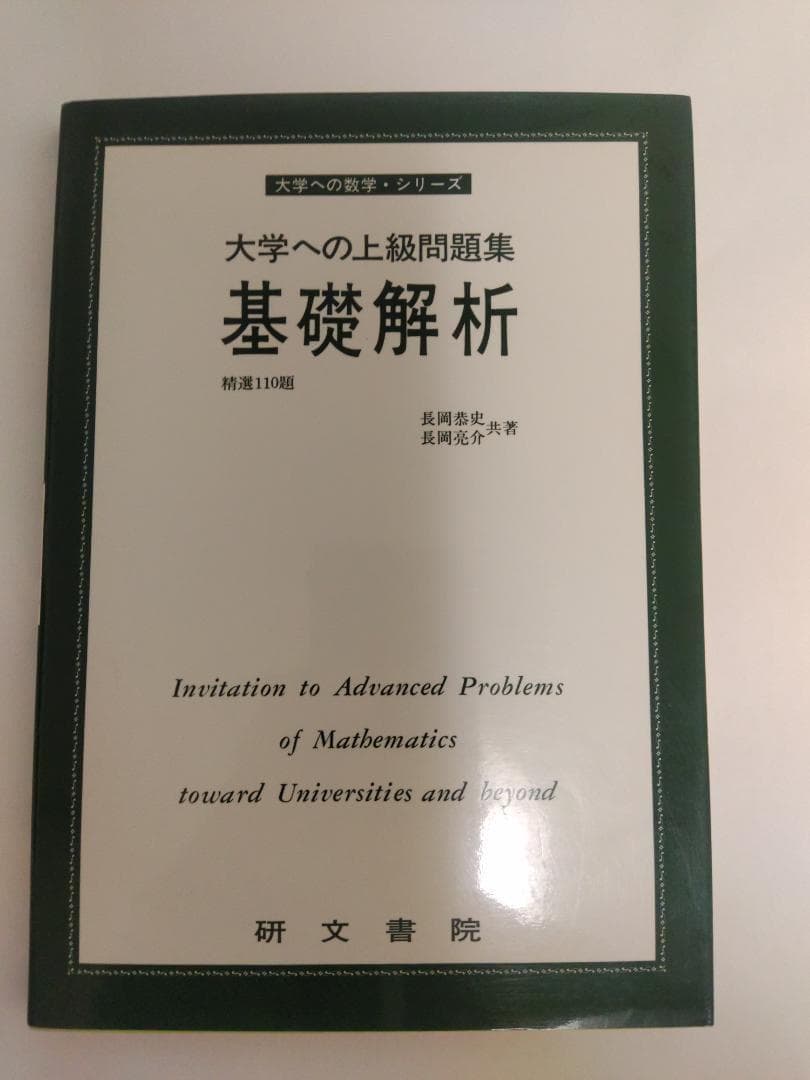 大学への数学・シリーズ
大学への上級問題集
基礎解析
精選110題
長岡恭史
長岡亮介
共著
Invitation to Advanced Problems
of Mathematics
toward Universities and beyond
研文書院